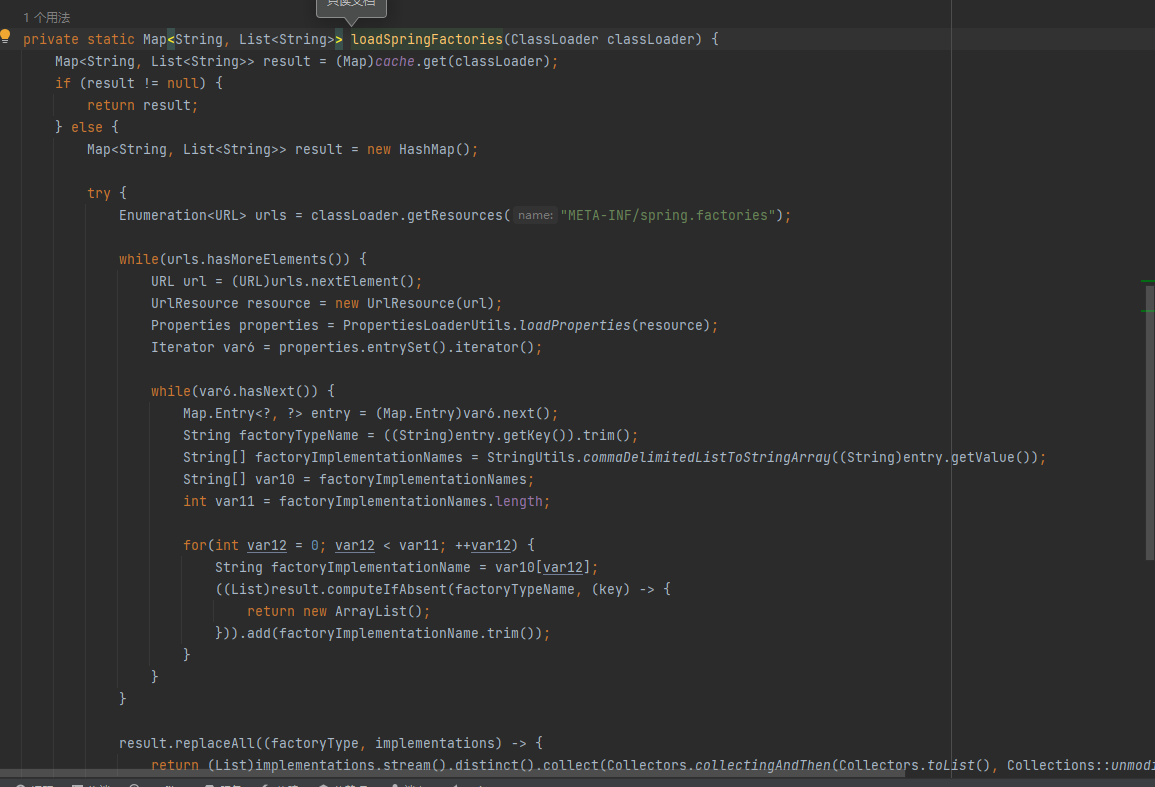 只读文档
1 个用法
private static Map<String, List<String>> loadSpringFactories(ClassLoader classLoader) {
Map<String, List<String>> result = (Map)cache.get(classLoader);
if (result != null) {
return result;
} else {
Map<String, List<String>> result = new HashMap();
try {
Enumeration<URL> urls = classLoader.getResources( name: "META-INF/spring.factories");
while(urls.hasMoreElements()) {
URL url = (URL)urls.nextElement();
UrlResource resource = new UrlResource(url);
Properties properties = PropertiesLoaderUtils.loadProperties(resource);
Iterator var6 = properties.entrySet().iterator();
while(var6.hasNext()) {
Map.Entry<?, ?> entry = (Map.Entry)var6.next();
String factoryTypeName = ((String)entry.getKey()).trim();
String[] factoryImplementationNames = StringUtils.commaDelimitedListToStringArray((String)entry.getValue());
String[] var10 = factoryImplementationNames;
int var11 = factoryImplementationNames.length;
for(int var12 = 0; var12 < var11; ++var12) {
String factoryImplementationName = var10[var12];
((List)result.computeIfAbsent(factoryTypeName, (key) -> {
return new ArrayList();
})).add(factoryImplementationName.trim());
}
}
}
result.replaceAll((factoryType, implementations) -> {
return (List)implementations.stream().distinct().collect(Collectors.collectingAndThen(Collectors.toList(), Collections::unmodi